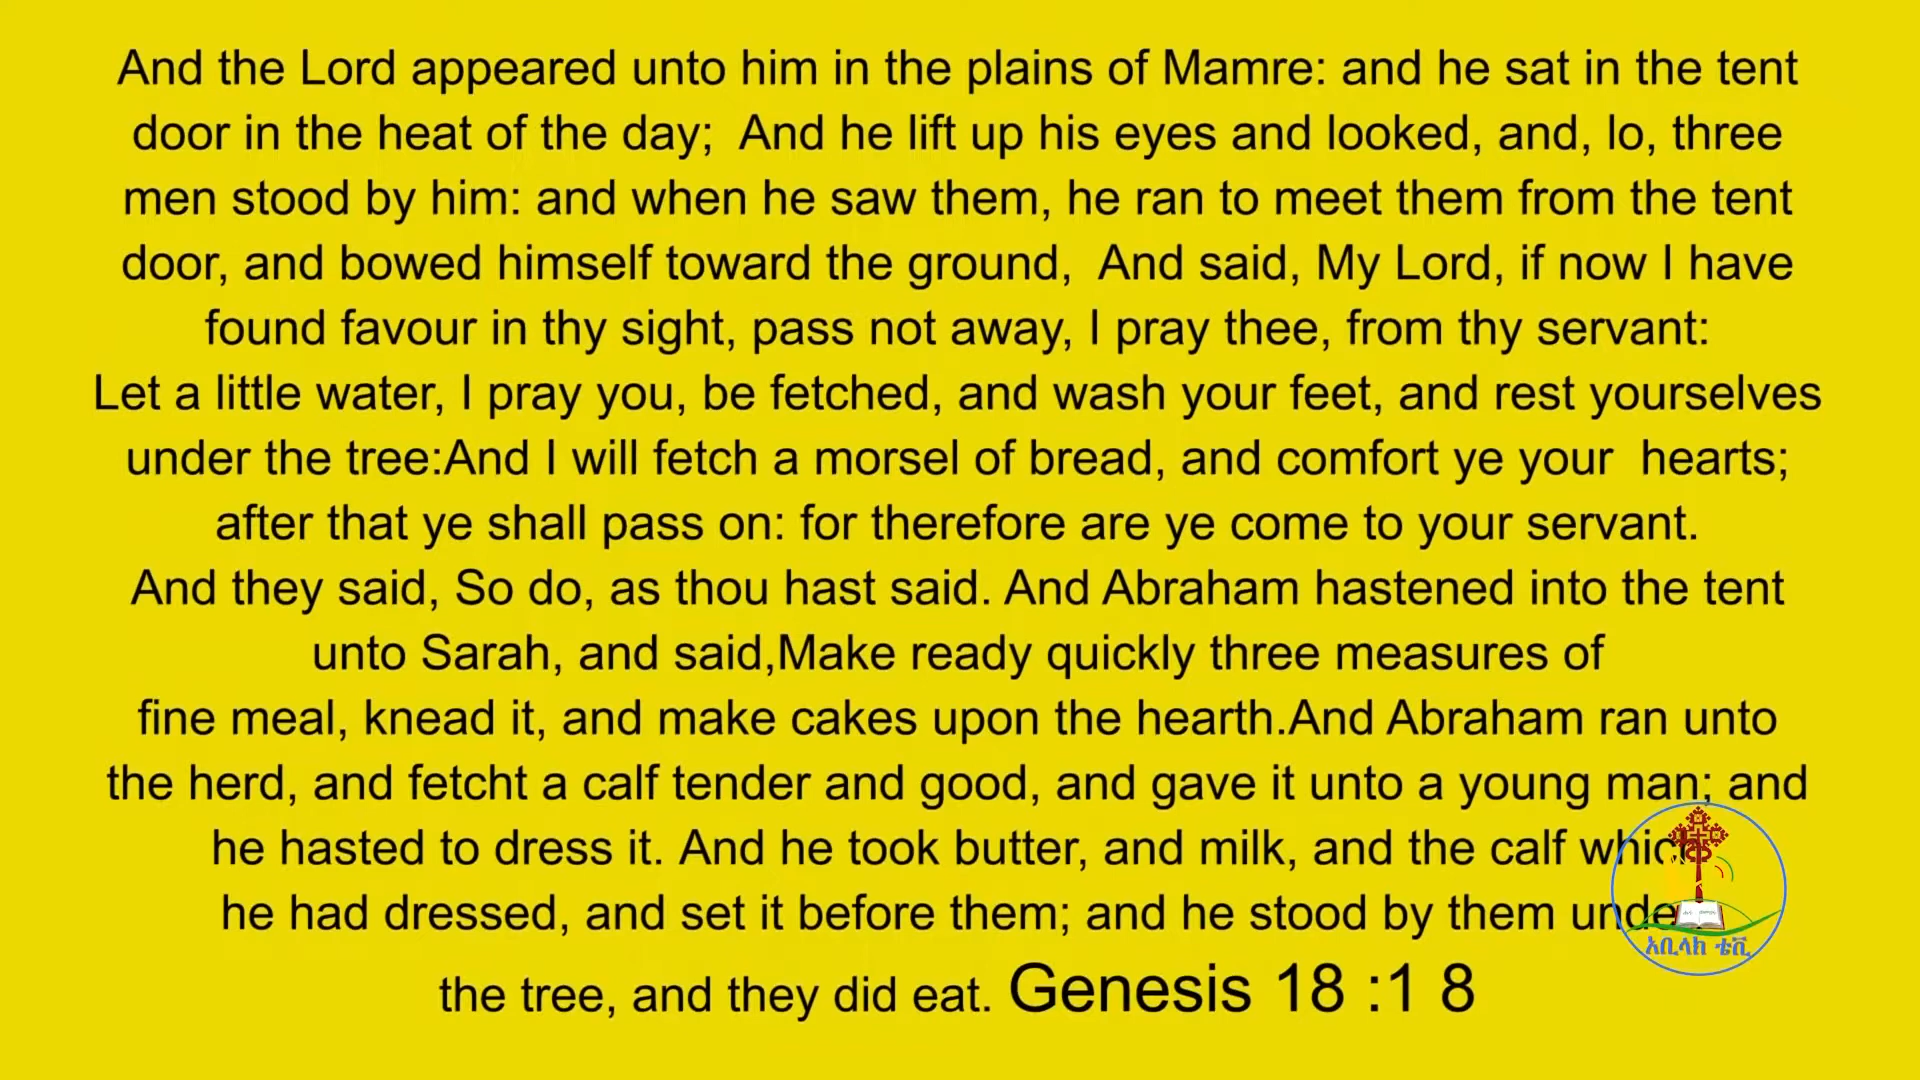 And the Lord appeared unto him in the plains of Mamre: and he sat in the tent
door in the heat of the day;  And he lift up his eyes and looked, and, lo, three
men stood by him: and when he saw them, he ran to meet them from the tent
door, and bowed himself toward the ground,  And said, My Lord, if now I have
found favour in thy sight, pass not away, I pray thee, from thy servant:
Let a little water, I pray you, be fetched, and wash your feet, and rest yourselves
under the tree:And I will fetch a morsel of bread, and comfort ye your  hearts;
after that ye shall pass on: for therefore are ye come to your servant.
And they said, So do, as thou hast said. And Abraham hastened into the tent
unto Sarah, and said,Make ready quickly three measures of
fine meal, knead it, and make cakes upon the hearth.And Abraham ran unto
the herd, and fetcht a calf tender and good, and gave it unto a young man; and
he hasted to dress it. And he took butter, and milk, and the calf which
he had dressed, and set it before them; and he stood by them under
the tree, and they did eat. Genesis 18 :1 8
አቢላክ ቴቪ